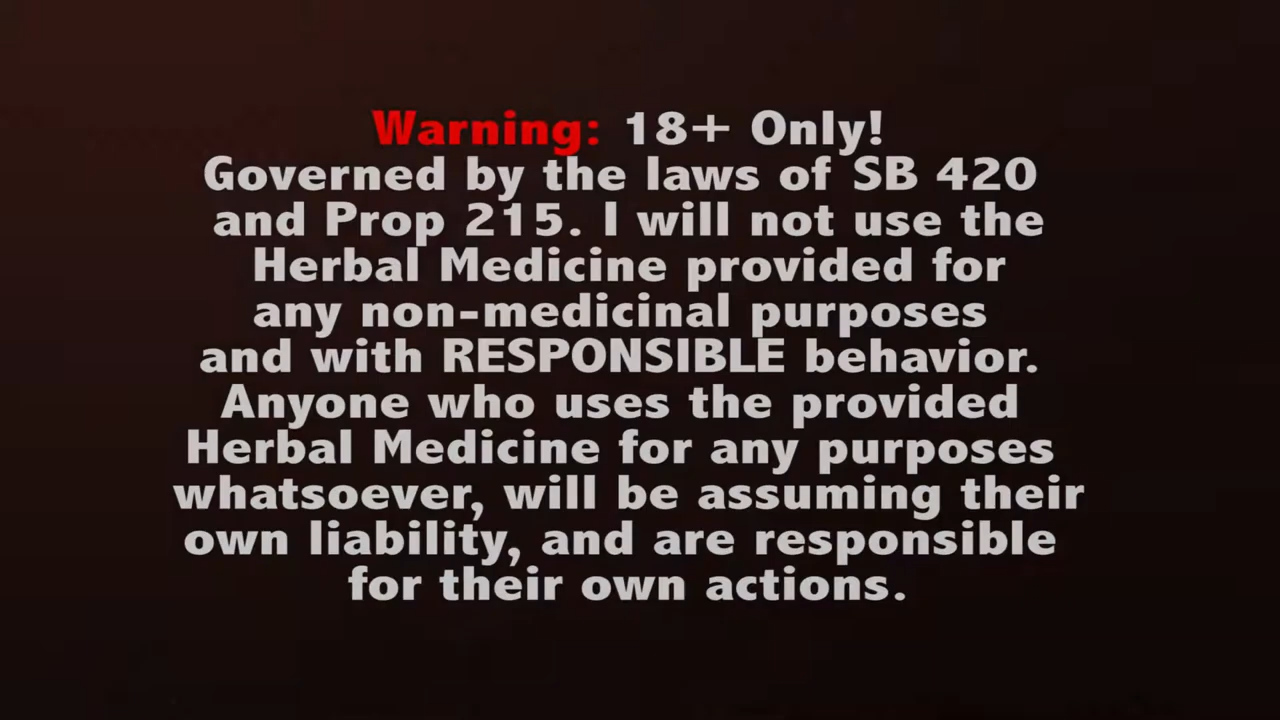 Warning: 18+ Only!
Governed by the laws of SB 420
and Prop 215. I will not use the
Herbal Medicine provided for
any non-medicinal purposes
and with RESPONSIBLE behavior.
Anyone who uses the provided
Herbal Medicine for any purposes
whatsoever, will be assuming their
own liability, and are responsible
for their own actions.